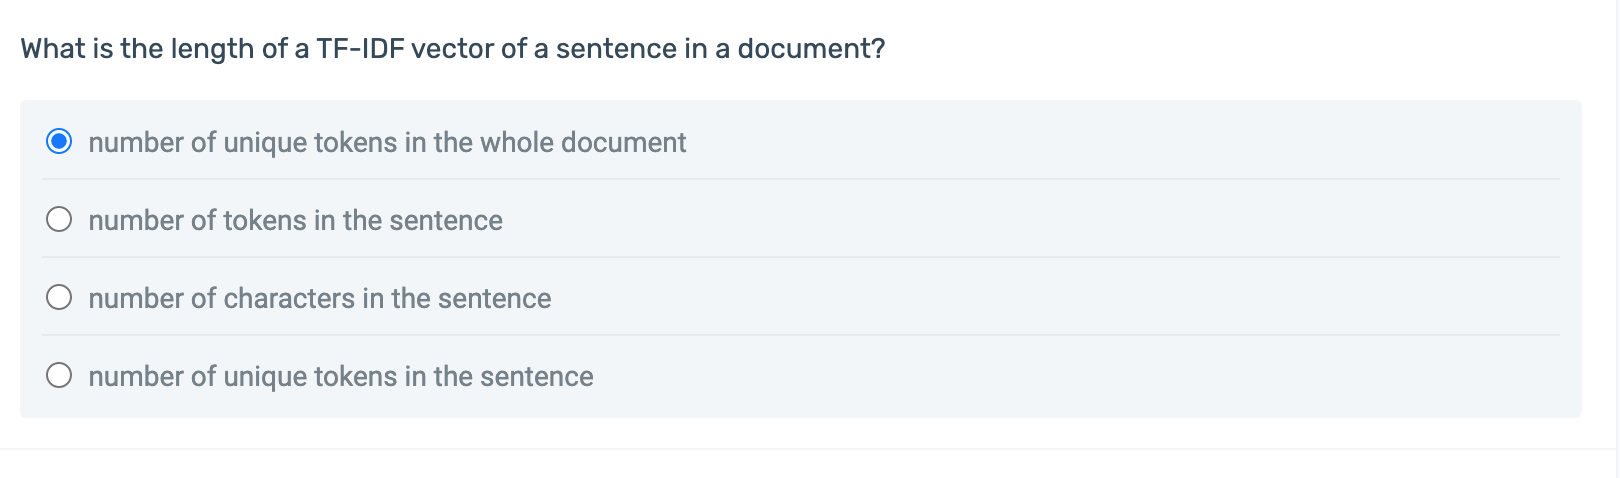 What is the length of a TF-IDF vector of a sentence in a document?
number of unique tokens in the whole document
number of tokens in the sentence
number of characters in the sentence
number of unique tokens in the sentence